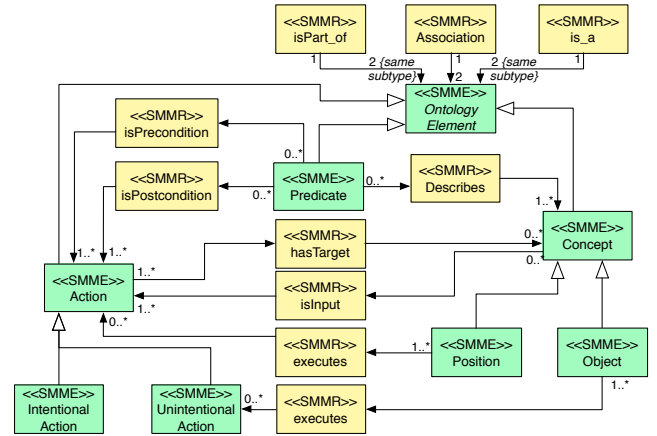 <<SMMR>>
isPart_of
<<SMMR>>
Association
<<SMMR>>
is_a
1
1
1
2 {same
subtype}
2
2 {same
subtype}
<<SMME>>
Ontology
Element
<<SMMR>>
isPrecondition
0..*
<<SMMR>>
isPostcondition
0..*
<<SMME>>
Predicate
0..*
<<SMMR>>
Describes
1..*
1..*
1..*
<<SMME>>
Action
1..*
<<SMMR>>
hasTarget
0..*
<<SMME>>
Concept
0..*
<<SMMR>>
isInput
1..*
0..*
<<SMMR>>
executes
1..*
<<SMME>>
Position
<<SMME>>
Object
1..*
<<SMME>>
Intentional
Action
<<SMME>>
Unintentional
Action
0..*
<<SMMR>>
executes